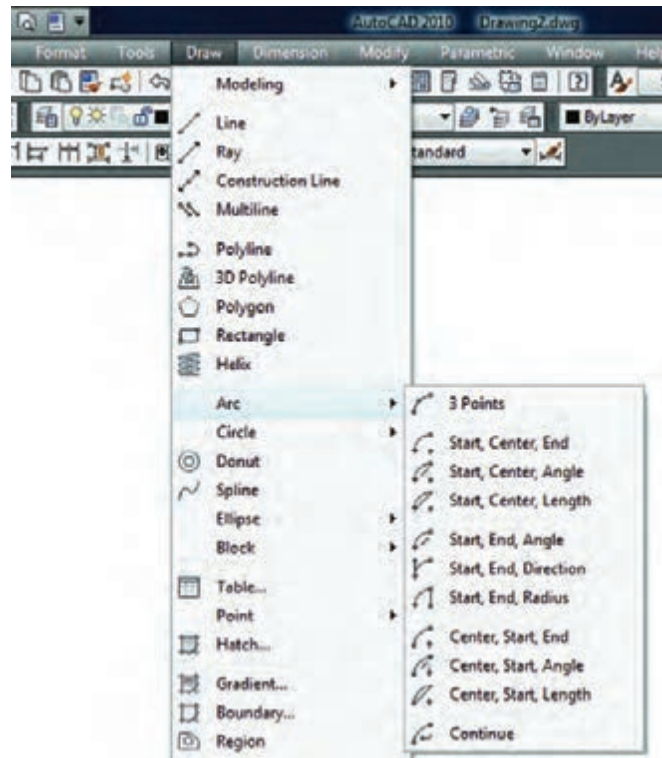 AutoCAD 2010 Drawing2.dwg
Format Tools Draw Dimension Modify Parametric Window Help
Modeling
Line
ByLayer
Ray
tandard
Construction Line
Multiline
Polyline
3D Polyline
Polygon
Rectangle
Helix
Arc
3 Points
Circle
Start, Center, End
Donut
Start, Center, Angle
Spline
Start, Center, Length
Ellipse
Start, End, Angle
Block
Start, End, Direction
Table...
Start, End, Radius
Point
Center, Start, End
Hatch...
Center, Start, Angle
Gradient...
Center, Start, Length
Boundary...
Continue
Region